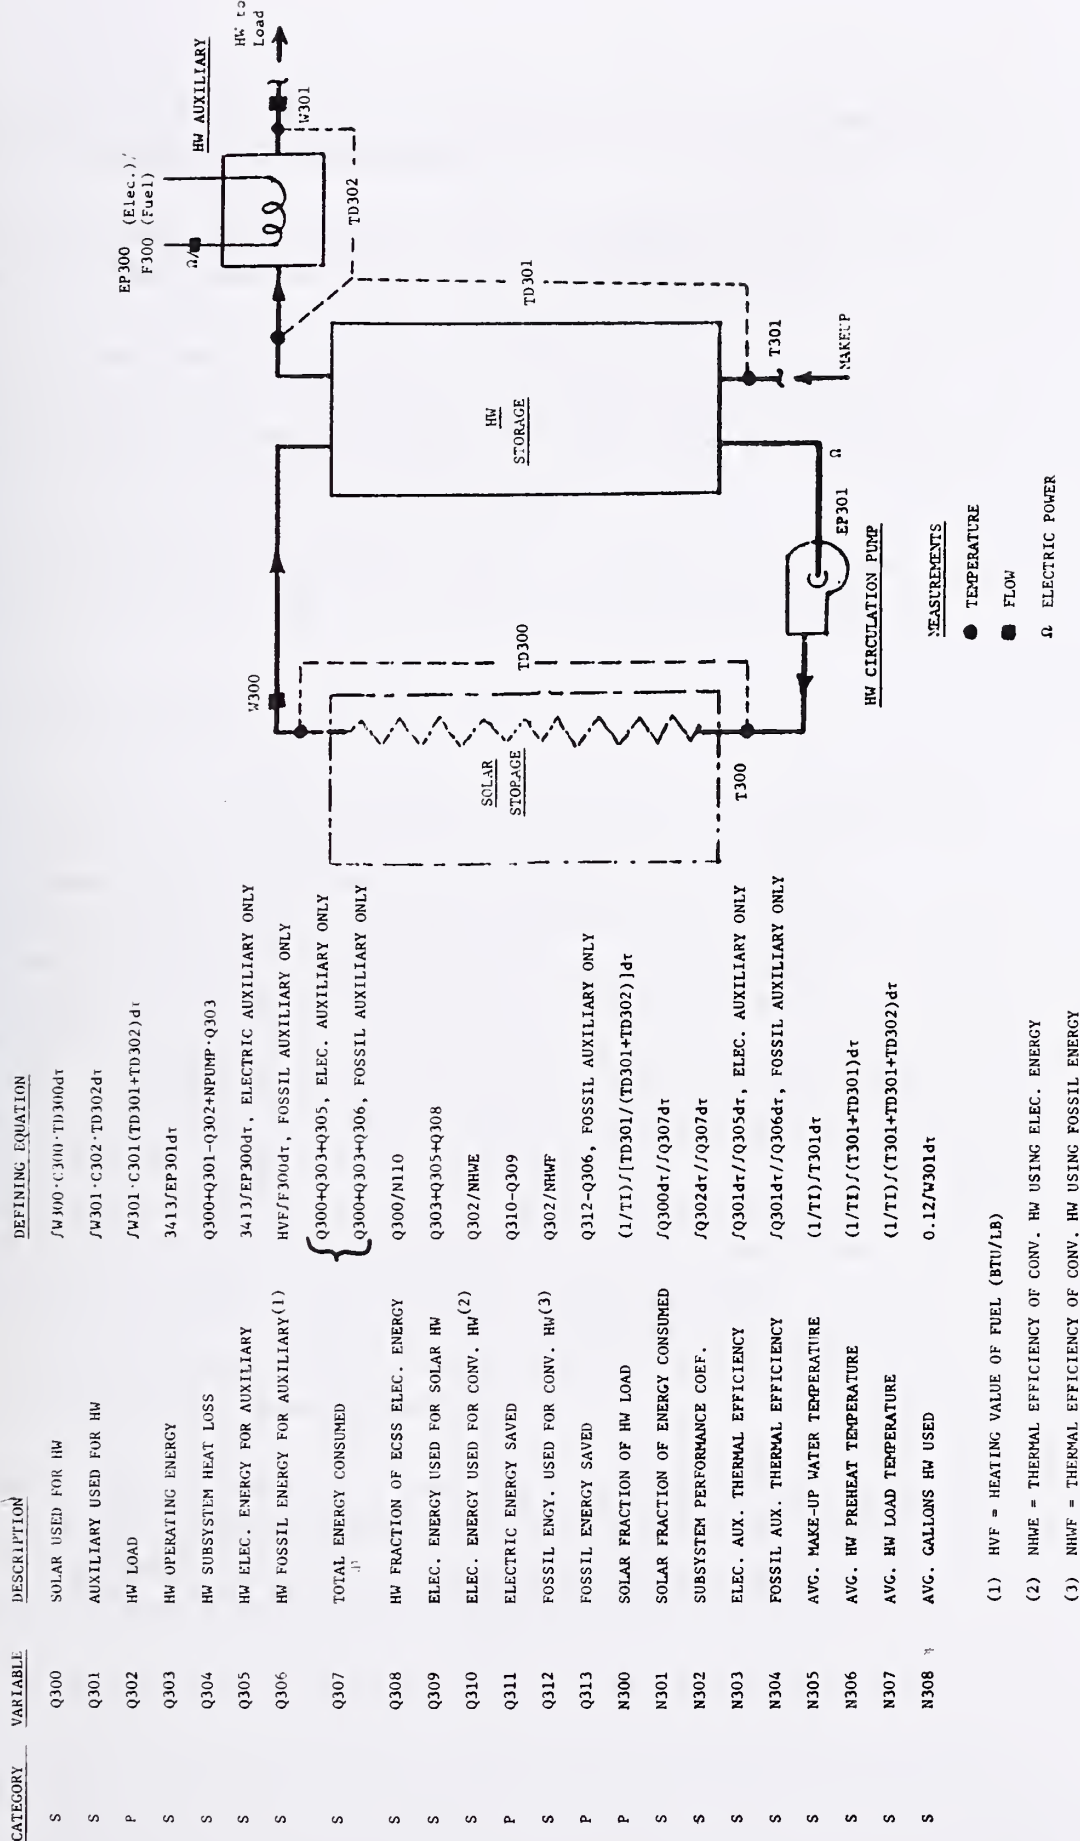 CATEGORY VARIABLE DESCRIPTION DEFINING EQUATION
S Q300 SOLAR USED FOR HW ∫W300·C300·TD300dτ
S Q301 AUXILIARY USED FOR HW ∫W301·C302·TD302dτ
P Q302 HW LOAD ∫W301·C301(TD301+TD302)dτ
S Q303 HW OPERATING ENERGY 3413∫EP301dτ
S Q304 HW SUBSYSTEM HEAT LOSS Q300+Q301-Q302+NPUMP·Q303
S Q305 HW ELEC. ENERGY FOR AUXILIARY 3413∫EP300dτ, ELECTRIC AUXILIARY ONLY
S Q306 HW FOSSIL ENERGY FOR AUXILIARY(1) HVF∫F300dτ, FOSSIL AUXILIARY ONLY
S Q307 TOTAL ENERGY CONSUMED { Q300+Q303+Q305, ELEC. AUXILIARY ONLY
Q300+Q303+Q306, FOSSIL AUXILIARY ONLY
S Q308 HW FRACTION OF ECSS ELEC. ENERGY Q300/N110
S Q309 ELEC. ENERGY USED FOR SOLAR HW Q303+Q305+Q308
S Q310 ELEC. ENERGY USED FOR CONV. HW(2) Q302/NHWE
P Q311 ELECTRIC ENERGY SAVED Q310-Q309
S Q312 FOSSIL ENGY. USED FOR CONV. HW(3) Q302/NHWF
P Q313 FOSSIL ENERGY SAVED Q312-Q306, FOSSIL AUXILIARY ONLY
P N300 SOLAR FRACTION OF HW LOAD (1/TI)∫[TD301/(TD301+TD302)]dτ
S N301 SOLAR FRACTION OF ENERGY CONSUMED ∫Q300dτ/∫Q307dτ
S N302 SUBSYSTEM PERFORMANCE COEF. ∫Q302dτ/∫Q307dτ
S N303 ELEC. AUX. THERMAL EFFICIENCY ∫Q301dτ/∫Q305dτ, ELEC. AUXILIARY ONLY
S N304 FOSSIL AUX. THERMAL EFFICIENCY ∫Q301dτ/∫Q306dτ, FOSSIL AUXILIARY ONLY
S N305 AVG. MAKE-UP WATER TEMPERATURE (1/TI)∫T301dτ
S N306 AVG. HW PREHEAT TEMPERATURE (1/TI)∫(T301+TD301)dτ
S N307 AVG. HW LOAD TEMPERATURE (1/TI)∫(T301+TD301+TD302)dτ
S N308 AVG. GALLONS HW USED 0.12∫W301dτ
(1) HVF = HEATING VALUE OF FUEL (BTU/LB)
(2) NHWE = THERMAL EFFICIENCY OF CONV. HW USING ELEC. ENERGY
(3) NHWF = THERMAL EFFICIENCY OF CONV. HW USING FOSSIL ENERGY
EP300 (Elec.)/
F300 (Fuel)
HW AUXILIARY
HW to
Load
Ω/■
W301
TD302
W300
TD301
TD300
HW
STORAGE
SOLAR
STORAGE
T300
T301
MAKEUP
Ω
EP301
HW CIRCULATION PUMP
MEASUREMENTS
● TEMPERATURE
■ FLOW
Ω ELECTRIC POWER